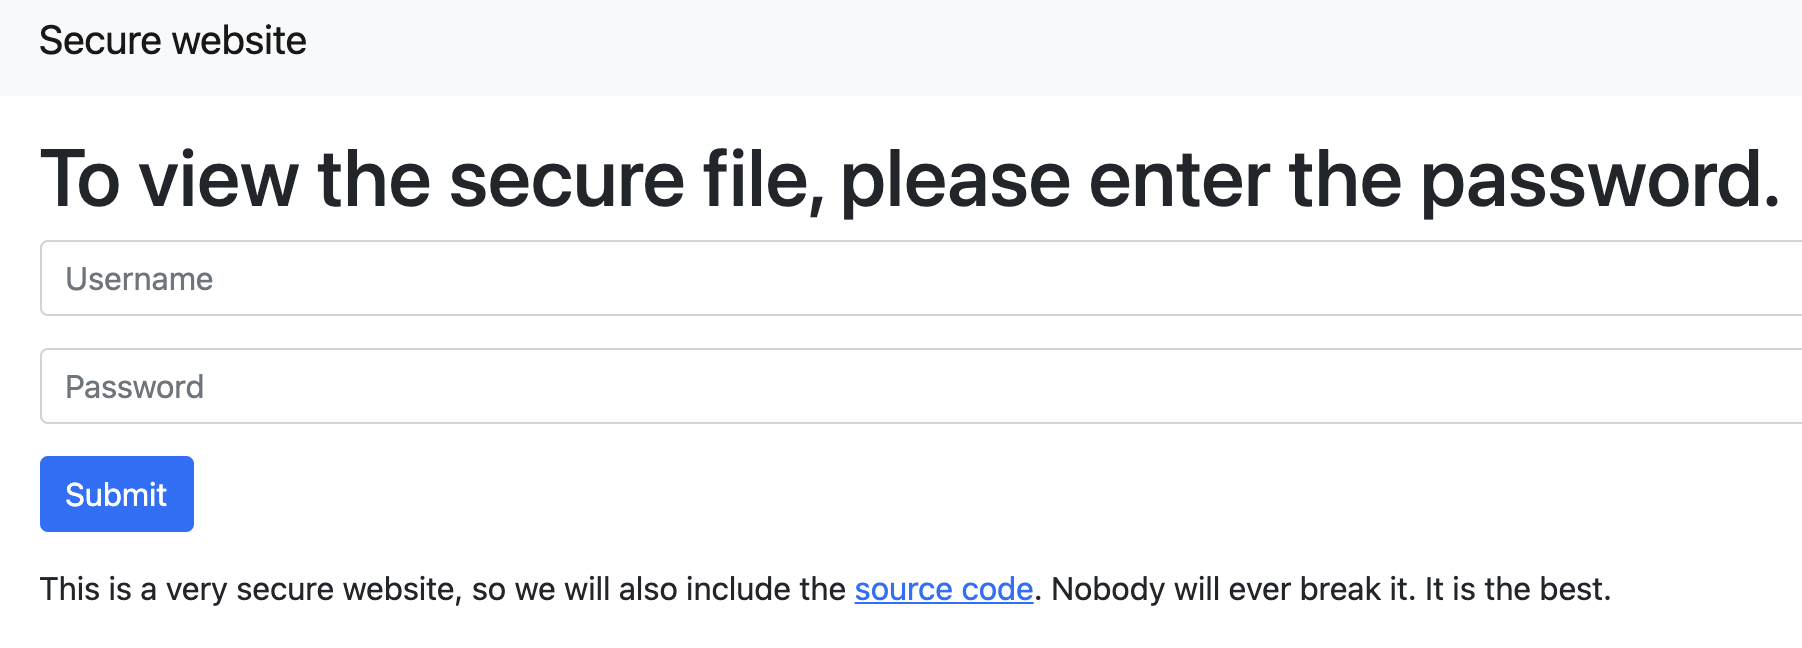 Secure website
To view the secure file, please enter the password.
Username
Password
Submit
This is a very secure website, so we will also include the source code. Nobody will ever break it. It is the best.